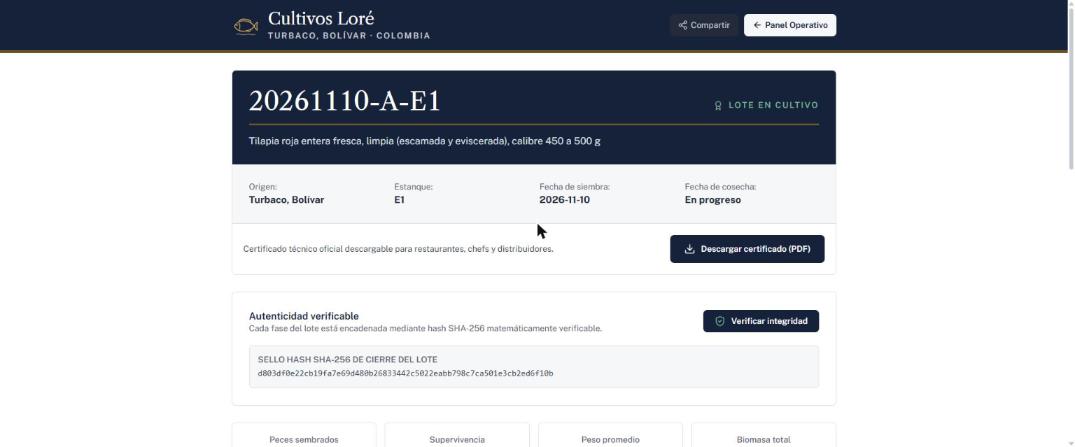 Cultivos Loré
TURBACO, BOLÍVAR · COLOMBIA
Compartir
← Panel Operativo
20261110-A-E1
LOTE EN CULTIVO
Tilapia roja entera fresca, limpia (escamada y eviscerada), calibre 450 a 500 g
Origen:
Turbaco, Bolívar
Estanque:
E1
Fecha de siembra:
2026-11-10
Fecha de cosecha:
En progreso
Certificado técnico oficial descargable para restaurantes, chefs y distribuidores.
Descargar certificado (PDF)
Autenticidad verificable
Cada fase del lote está encadenada mediante hash SHA-256 matemáticamente verificable.
Verificar integridad
SELLO HASH SHA-256 DE CIERRE DEL LOTE
d803df0e22cb19fa7e69d480b26833442c5022eabb798c7ca501e3cb2ed6f10b
Peces sembrados
Supervivencia
Peso promedio
Biomasa total